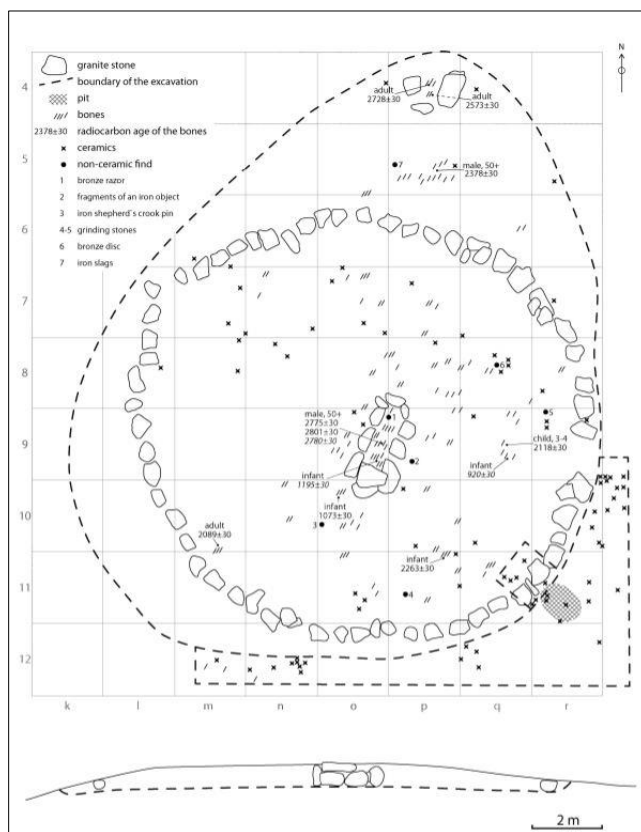 granite stone
boundary of the excavation
pit
bones
2378±30 radiocarbon age of the bones
ceramics
non-ceramic find
1 bronze razor
2 fragments of an iron object
3 iron shepherd`s crook pin
4-5 grinding stones
6 bronze disc
7 iron slags
N
4
adult
2728±30
adult
2573±30
5
7
male, 50+
2378±30
6
7
8
6
male, 50+
2775±30
2801±30
2780±30
1
5
9
2
child, 3-4
2118±30
infant
1195±30
infant
920±30
infant
1073±30
10
3
adult
2089±30
infant
2263±30
11
4
12
k l m n o p q r
2 m